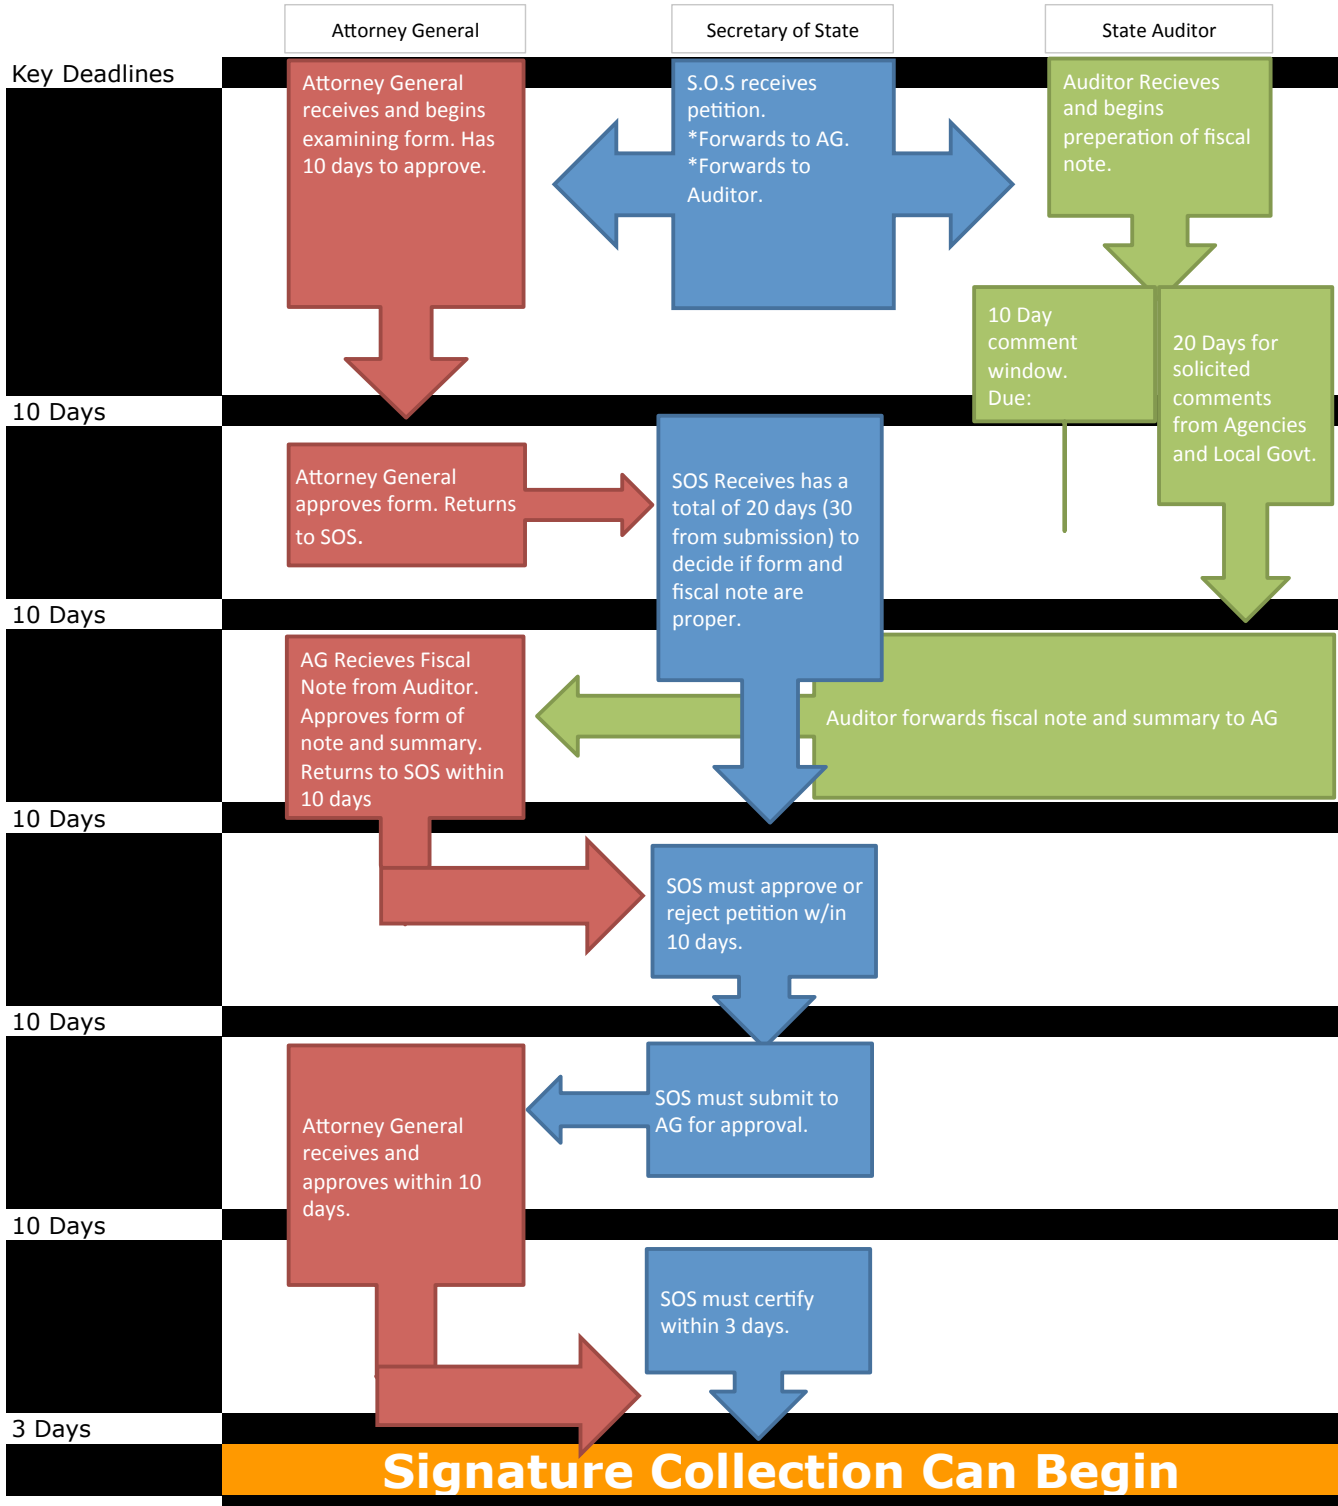 Attorney General
Secretary of State
State Auditor
Key Deadlines
Attorney General
receives and begins
examining form. Has
10 days to approve.
S.O.S receives
petition.
*Forwards to AG.
*Forwards to
Auditor.
Auditor Recieves
and begins
preperation of fiscal
note.
10 Day
comment
window.
Due:
20 Days for
solicited
comments
from Agencies
and Local Govt.
10 Days
Attorney General
approves form. Returns
to SOS.
SOS Receives has a
total of 20 days (30
from submission) to
decide if form and
fiscal note are
proper.
10 Days
AG Recieves Fiscal
Note from Auditor.
Approves form of
note and summary.
Returns to SOS within
10 days
Auditor forwards fiscal note and summary to AG
10 Days
SOS must approve or
reject petition w/in
10 days.
10 Days
SOS must submit to
AG for approval.
Attorney General
receives and
approves within 10
days.
10 Days
SOS must certify
within 3 days.
3 Days
Signature Collection Can Begin